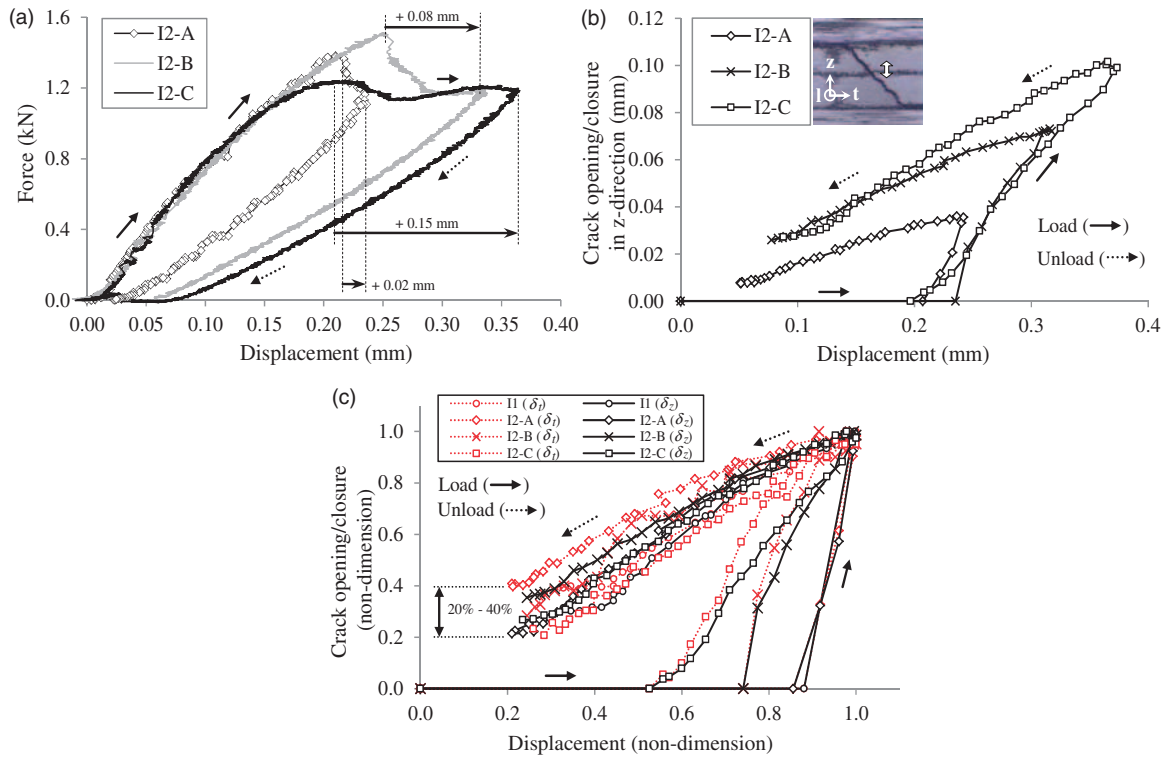 (a)
I2-A
I2-B
I2-C
+ 0.08 mm
+ 0.15 mm
+ 0.02 mm
Force (kN)
1.6
1.2
0.8
0.4
0.0
0.00 0.05 0.10 0.15 0.20 0.25 0.30 0.35 0.40
Displacement (mm)
(b)
I2-A
I2-B
I2-C
z
l t
Load ( )
Unload ( )
Crack opening/closure
in z-direction (mm)
0.12
0.10
0.08
0.06
0.04
0.02
0.00
0.0 0.1 0.2 0.3 0.4
Displacement (mm)
(c)
I1 (δt) I1 (δz)
I2-A (δt) I2-A (δz)
I2-B (δt) I2-B (δz)
I2-C (δt) I2-C (δz)
Load ( )
Unload ( )
20% - 40%
Crack opening/closure
(non-dimension)
1.0
0.8
0.6
0.4
0.2
0.0
0.0 0.2 0.4 0.6 0.8 1.0
Displacement (non-dimension)